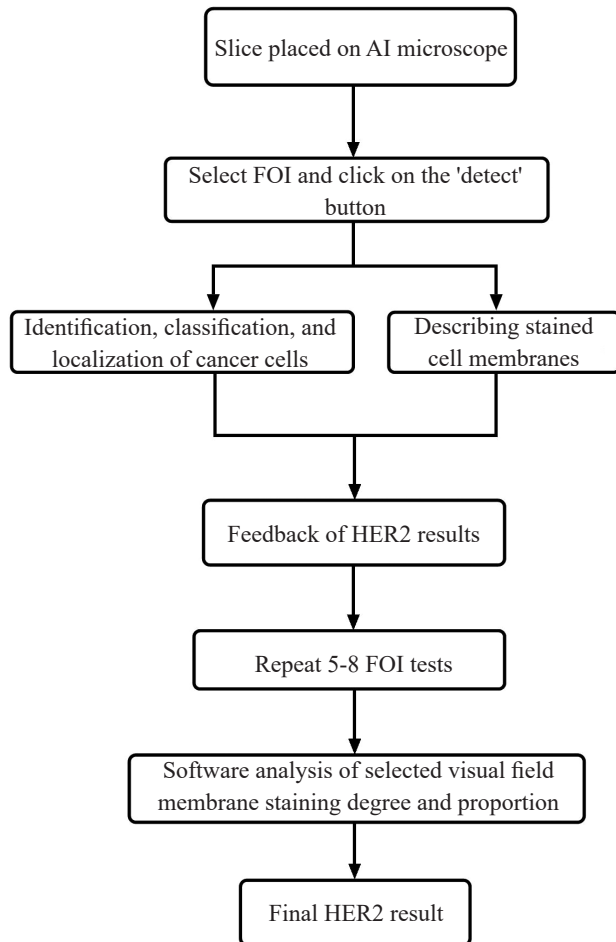 Slice placed on AI microscope
Select FOI and click on the 'detect'
button
Identification, classification, and
localization of cancer cells
Describing stained
cell membranes
Feedback of HER2 results
Repeat 5-8 FOI tests
Software analysis of selected visual field
membrane staining degree and proportion
Final HER2 result